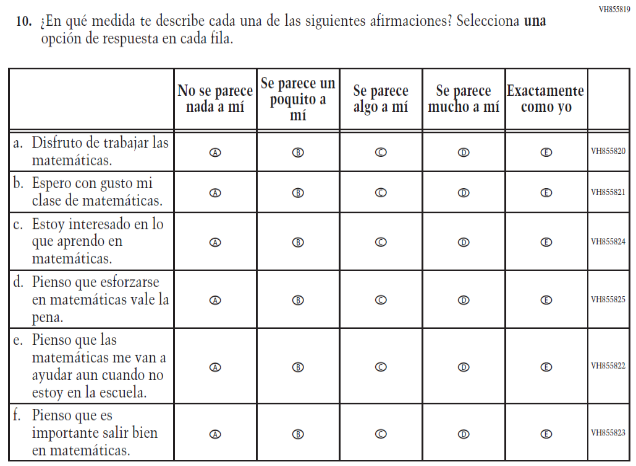 VH855819
10. ¿En qué medida te describe cada una de las siguientes afirmaciones? Selecciona una
opción de respuesta en cada fila.
No se parece
nada a mí
Se parece un
poquito a
mí
Se parece
algo a mí
Se parece
mucho a mí
Exactamente
como yo
a. Disfruto de trabajar las
matemáticas.
A B C D E VH855820
b. Espero con gusto mi
clase de matemáticas.
A B C D E VH855821
c. Estoy interesado en lo
que aprendo en
matemáticas.
A B C D E VH855824
d. Pienso que esforzarse
en matemáticas vale la
pena.
A B C D E VH855825
e. Pienso que las
matemáticas me van a
ayudar aun cuando no
estoy en la escuela.
A B C D E VH855822
f. Pienso que es
importante salir bien
en matemáticas.
A B C D E VH855823